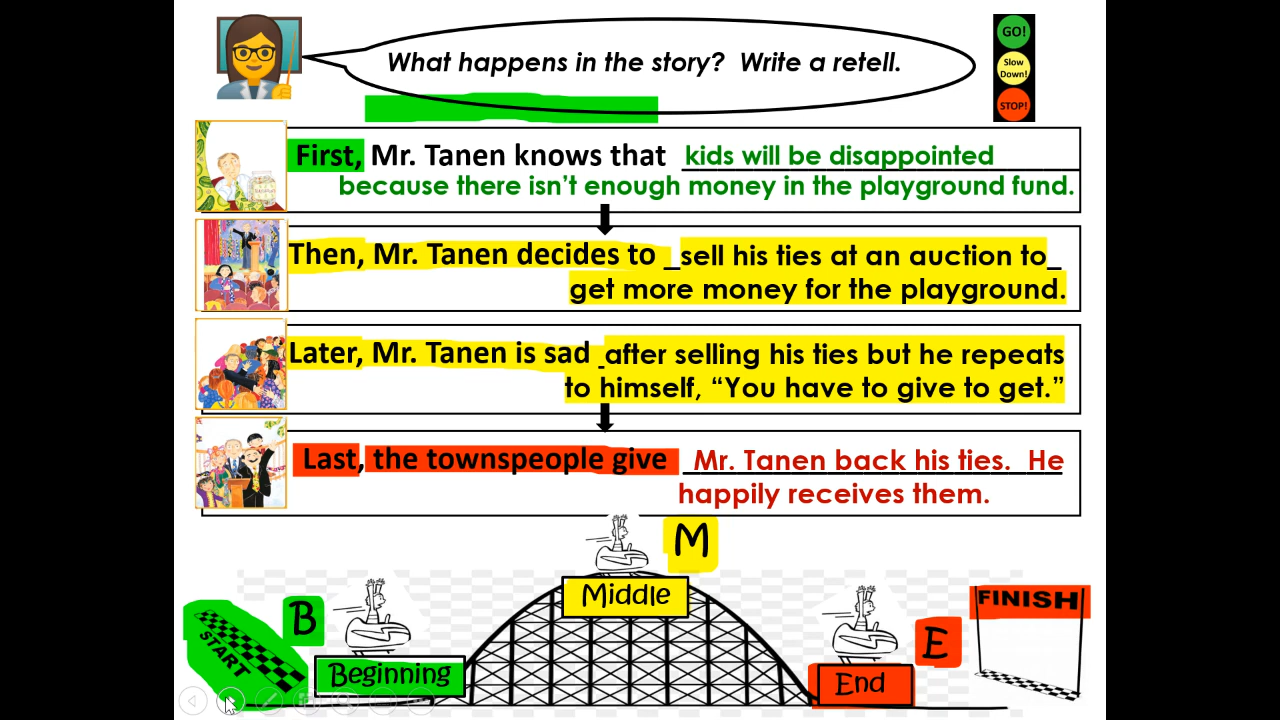 What happens in the story? Write a retell.
GO!
Slow
Down!
STOP!
First, Mr. Tanen knows that kids will be disappointed
because there isn't enough money in the playground fund.
Then, Mr. Tanen decides to _sell his ties at an auction to_
get more money for the playground.
Later, Mr. Tanen is sad _after selling his ties but he repeats
to himself, “You have to give to get.”
Last, the townspeople give Mr. Tanen back his ties. He
happily receives them.
M
Middle
B
START
Beginning
E
End
FINISH